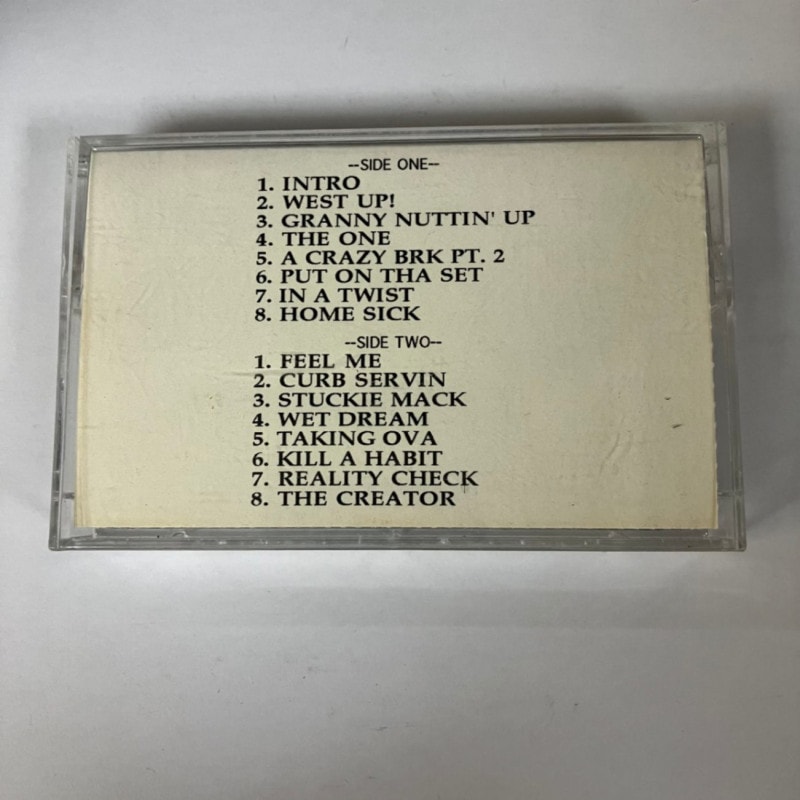 --SIDE ONE--
1. INTRO
2. WEST UP!
3. GRANNY NUTTIN' UP
4. THE ONE
5. A CRAZY BRK PT. 2
6. PUT ON THA SET
7. IN A TWIST
8. HOME SICK
--SIDE TWO--
1. FEEL ME
2. CURB SERVIN
3. STUCKIE MACK
4. WET DREAM
5. TAKING OVA
6. KILL A HABIT
7. REALITY CHECK
8. THE CREATOR